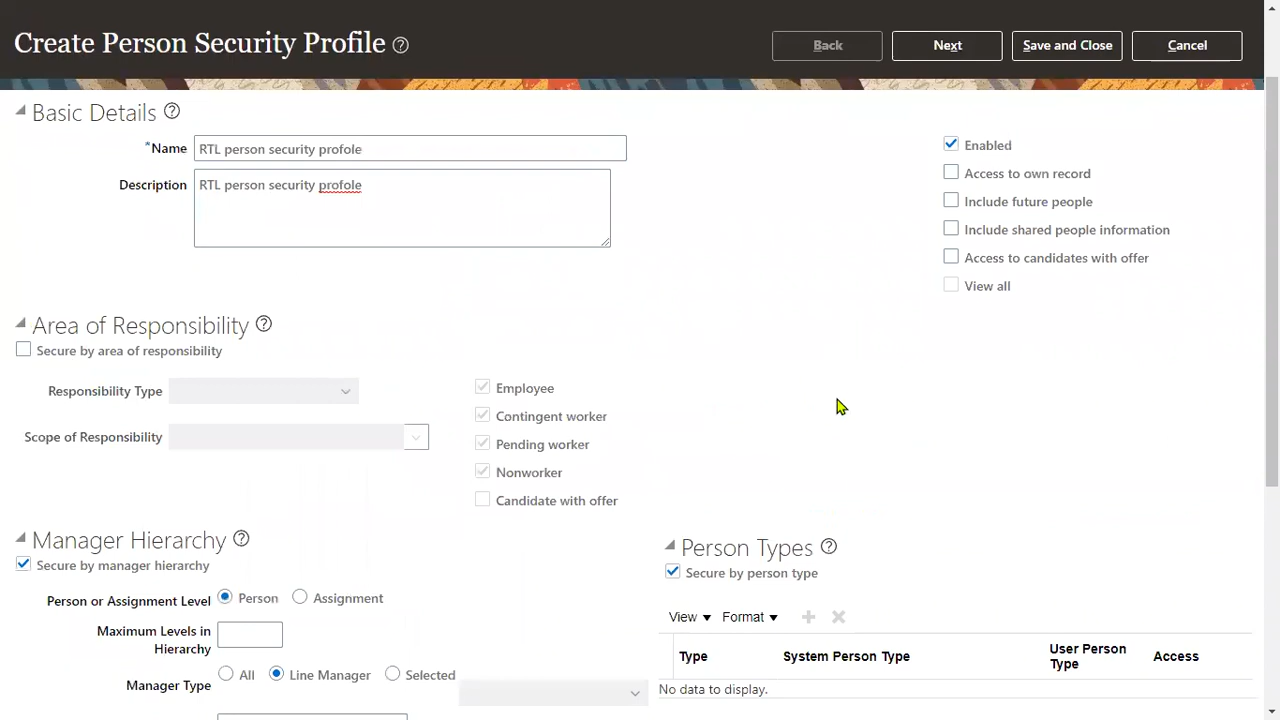 Create Person Security Profile
Back
Next
Save and Close
Cancel
Basic Details
*Name
RTL person security profole
Description
RTL person security profole
Enabled
Access to own record
Include future people
Include shared people information
Access to candidates with offer
View all
Area of Responsibility
Secure by area of responsibility
Responsibility Type
Scope of Responsibility
Employee
Contingent worker
Pending worker
Nonworker
Candidate with offer
Manager Hierarchy
Secure by manager hierarchy
Person or Assignment Level
Person
Assignment
Maximum Levels in
Hierarchy
Manager Type
All
Line Manager
Selected
Person Types
Secure by person type
View
Format
Type
System Person Type
User Person
Type
Access
No data to display.